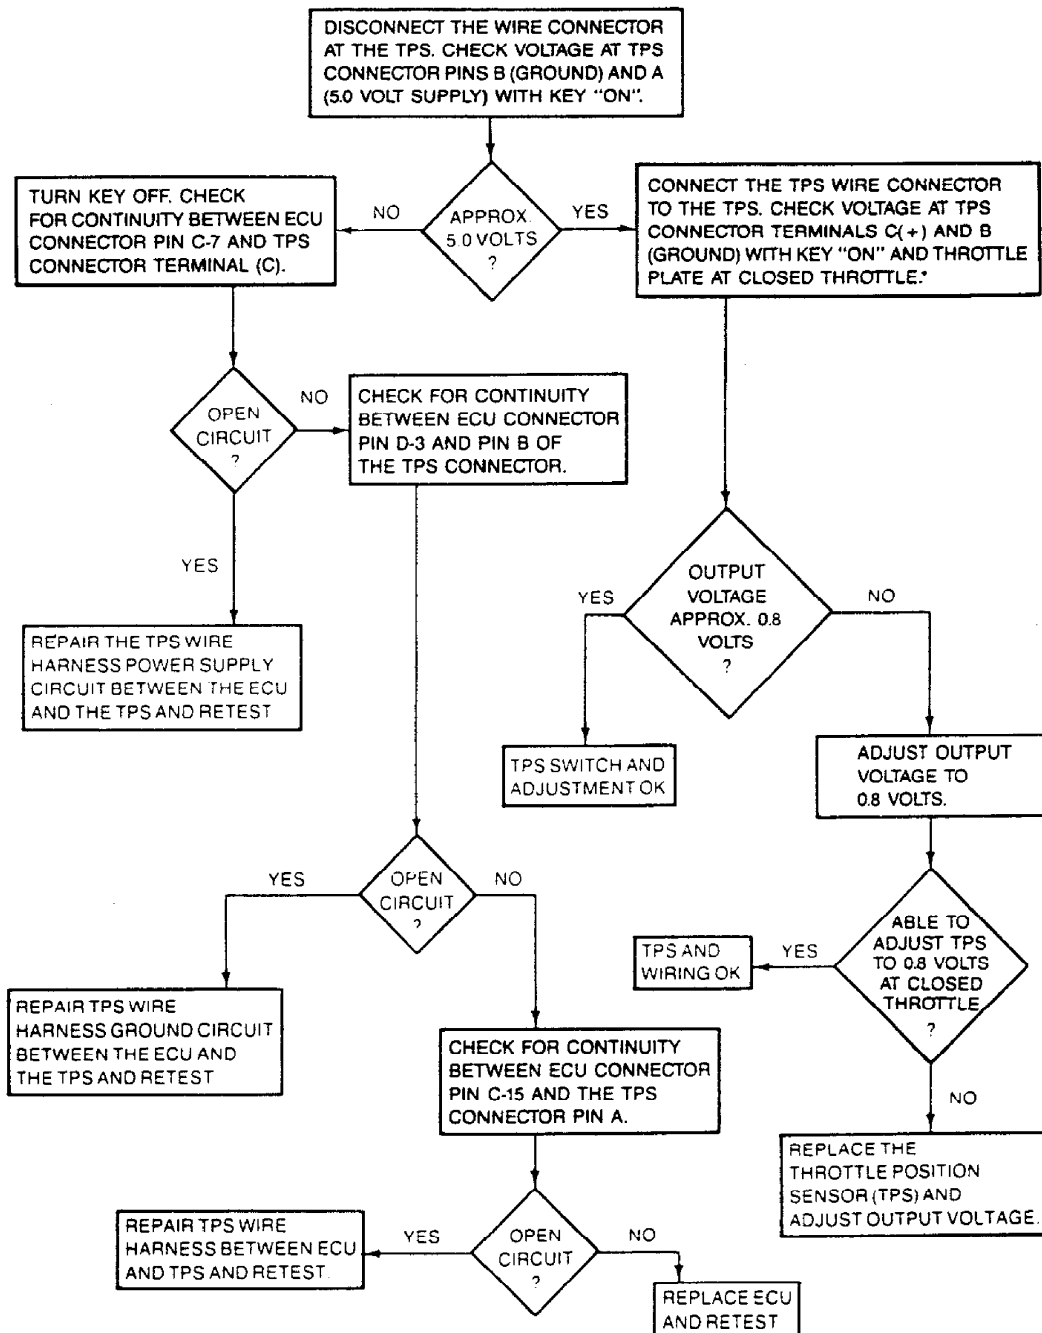 DISCONNECT THE WIRE CONNECTOR
AT THE TPS. CHECK VOLTAGE AT TPS
CONNECTOR PINS B (GROUND) AND A
(5.0 VOLT SUPPLY) WITH KEY "ON".
TURN KEY OFF. CHECK
FOR CONTINUITY BETWEEN ECU
CONNECTOR PIN C-7 AND TPS
CONNECTOR TERMINAL (C).
NO
APPROX.
5.0 VOLTS
?
YES
CONNECT THE TPS WIRE CONNECTOR
TO THE TPS. CHECK VOLTAGE AT TPS
CONNECTOR TERMINALS C(+) AND B
(GROUND) WITH KEY "ON" AND THROTTLE
PLATE AT CLOSED THROTTLE.*
OPEN
CIRCUIT
?
NO
CHECK FOR CONTINUITY
BETWEEN ECU CONNECTOR
PIN D-3 AND PIN B OF
THE TPS CONNECTOR.
YES
REPAIR THE TPS WIRE
HARNESS POWER SUPPLY
CIRCUIT BETWEEN THE ECU
AND THE TPS AND RETEST
YES
OUTPUT
VOLTAGE
APPROX. 0.8
VOLTS
?
NO
TPS SWITCH AND
ADJUSTMENT OK
ADJUST OUTPUT
VOLTAGE TO
0.8 VOLTS.
YES
OPEN
CIRCUIT
?
NO
TPS AND
WIRING OK
YES
ABLE TO
ADJUST TPS
TO 0.8 VOLTS
AT CLOSED
THROTTLE
?
NO
REPAIR TPS WIRE
HARNESS GROUND CIRCUIT
BETWEEN THE ECU AND
THE TPS AND RETEST
CHECK FOR CONTINUITY
BETWEEN ECU CONNECTOR
PIN C-15 AND THE TPS
CONNECTOR PIN A.
REPLACE THE
THROTTLE POSITION
SENSOR (TPS) AND
ADJUST OUTPUT VOLTAGE.
REPAIR TPS WIRE
HARNESS BETWEEN ECU
AND TPS AND RETEST.
YES
OPEN
CIRCUIT
?
NO
REPLACE ECU
AND RETEST